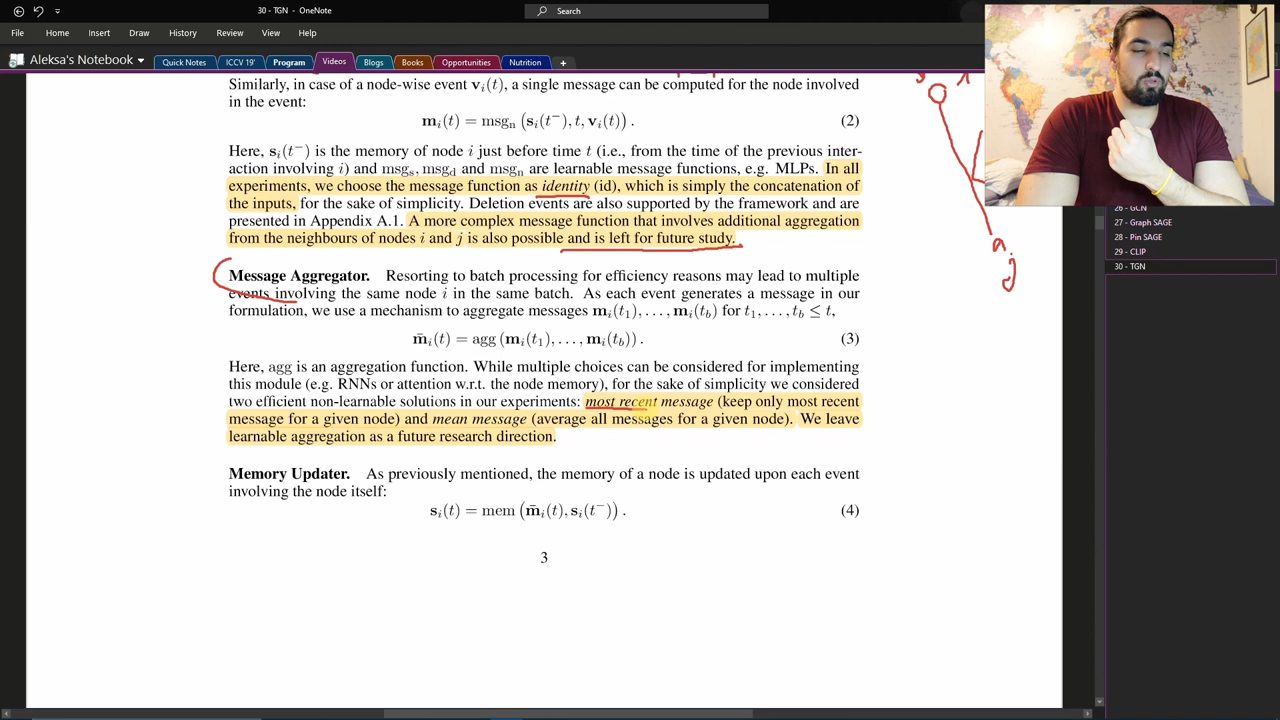 30 - TGN - OneNote
Search
File Home Insert Draw History Review View Help
Aleksa's Notebook Quick Notes ICCV 19' Program Videos Blogs Books Opportunities Nutrition
Similarly, in case of a node-wise event v_i(t), a single message can be computed for the node involved
in the event:
m_i(t) = msg_n (s_i(t⁻), t, v_i(t)) . (2)
Here, s_i(t⁻) is the memory of node i just before time t (i.e., from the time of the previous inter-
action involving i) and msg_s, msg_d and msg_n are learnable message functions, e.g. MLPs. In all
experiments, we choose the message function as identity (id), which is simply the concatenation of
the inputs, for the sake of simplicity. Deletion events are also supported by the framework and are
presented in Appendix A.1. A more complex message function that involves additional aggregation
from the neighbours of nodes i and j is also possible and is left for future study.
Message Aggregator. Resorting to batch processing for efficiency reasons may lead to multiple
events involving the same node i in the same batch. As each event generates a message in our
formulation, we use a mechanism to aggregate messages m_i(t_1), . . . , m_i(t_b) for t_1, . . . , t_b ≤ t,
m̄_i(t) = agg (m_i(t_1), . . . , m_i(t_b)) . (3)
Here, agg is an aggregation function. While multiple choices can be considered for implementing
this module (e.g. RNNs or attention w.r.t. the node memory), for the sake of simplicity we considered
two efficient non-learnable solutions in our experiments: most recent message (keep only most recent
message for a given node) and mean message (average all messages for a given node). We leave
learnable aggregation as a future research direction.
Memory Updater. As previously mentioned, the memory of a node is updated upon each event
involving the node itself:
s_i(t) = mem (m̄_i(t), s_i(t⁻)) . (4)
3
j
26 - GCN
27 - Graph SAGE
28 - Pin SAGE
29 - CLIP
30 - TGN